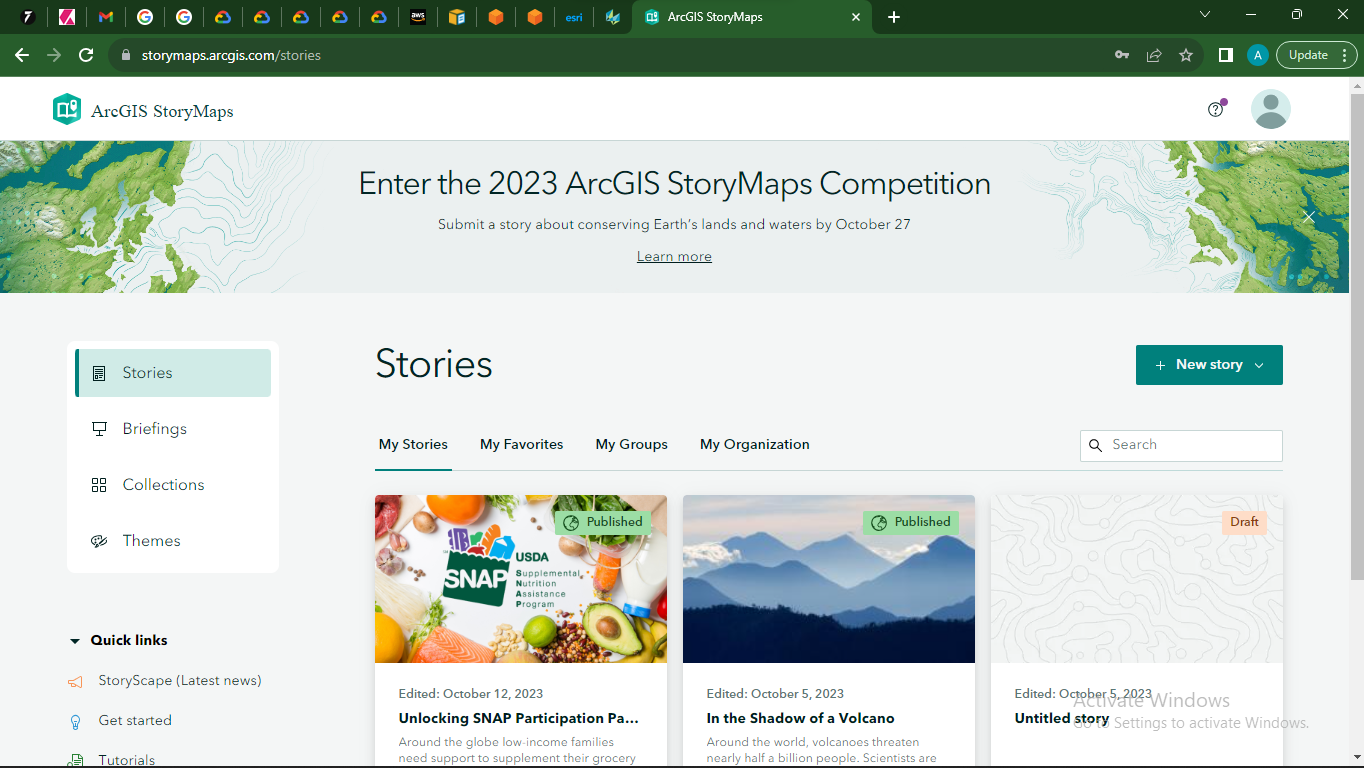 aws
esri
ArcGIS StoryMaps
storymaps.arcgis.com/stories
A
Update
ArcGIS StoryMaps
Enter the 2023 ArcGIS StoryMaps Competition
Submit a story about conserving Earth's lands and waters by October 27
Learn more
Stories
Briefings
Collections
Themes
Quick links
StoryScape (Latest news)
Get started
Tutorials
Stories
New story
My Stories
My Favorites
My Groups
My Organization
Search
Published
SNAP
USDA
Supplemental
Nutrition
Assistance
Program
Edited: October 12, 2023
Unlocking SNAP Participation Pa...
Around the globe low-income families
need support to supplement their grocery
Published
Edited: October 5, 2023
In the Shadow of a Volcano
Around the world, volcanoes threaten
nearly half a billion people. Scientists are
Draft
Edited: October 5, 2023
Untitled story
Activate Windows
Go to Settings to activate Windows.